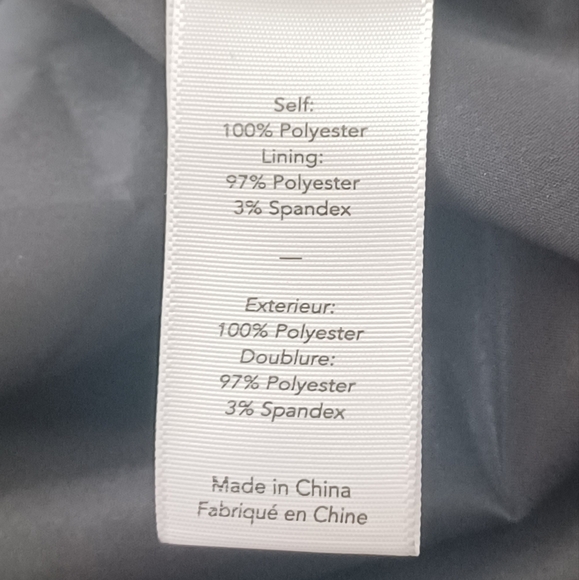 Self:
100% Polyester
Lining:
97% Polyester
3% Spandex
—
Exterieur:
100% Polyester
Doublure:
97% Polyester
3% Spandex
Made in China
Fabriqué en Chine